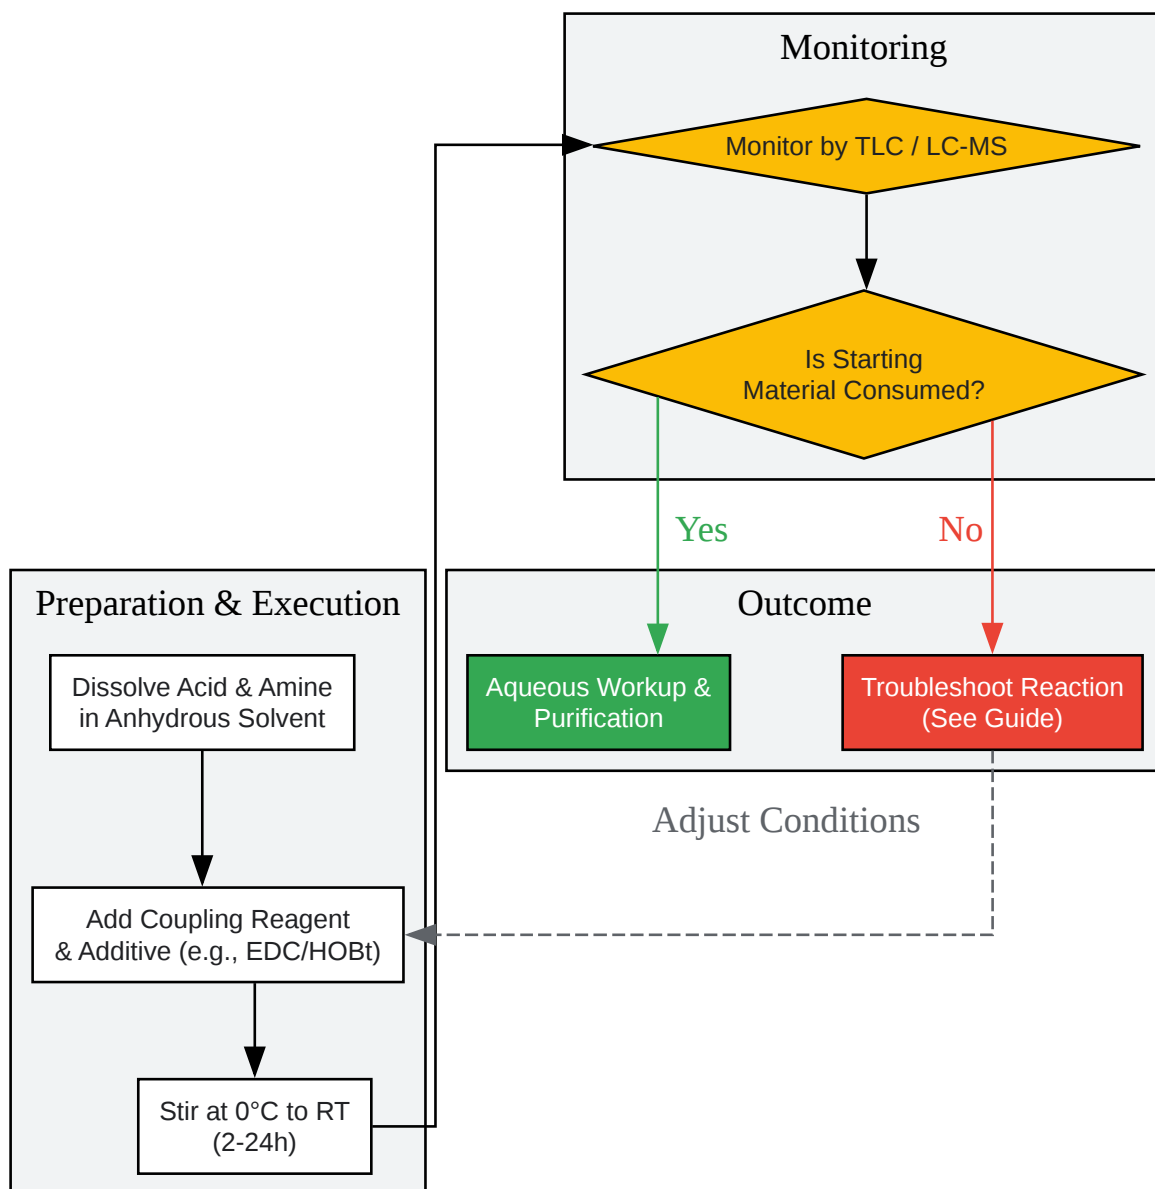 Monitoring
Monitor by TLC / LC-MS
Is Starting
Material Consumed?
Yes
No
Preparation & Execution
Dissolve Acid & Amine
in Anhydrous Solvent
Add Coupling Reagent
& Additive (e.g., EDC/HOBt)
Stir at 0°C to RT
(2-24h)
Outcome
Aqueous Workup &
Purification
Troubleshoot Reaction
(See Guide)
Adjust Conditions